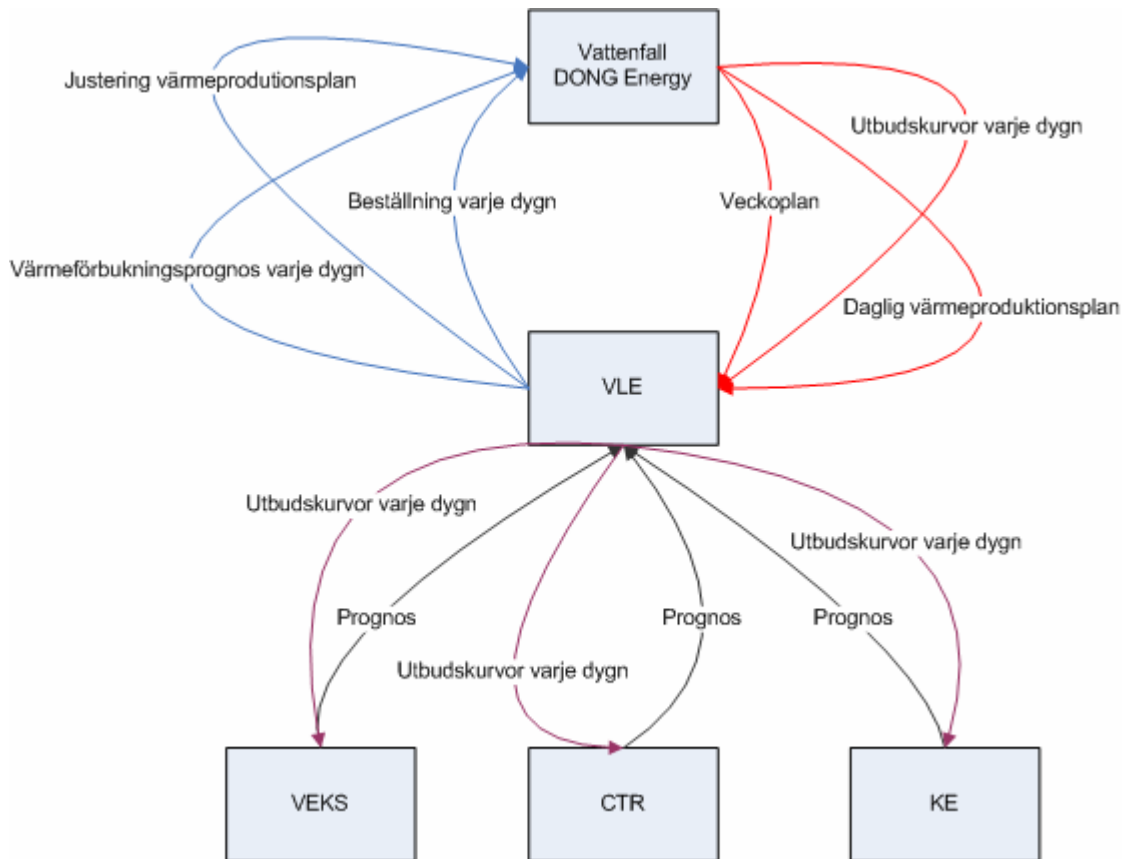 Vattenfall
DONG Energy
Justering värmeprodutionsplan
Utbudskurvor varje dygn
Beställning varje dygn
Veckoplan
Värmeförbukningsprognos varje dygn
Daglig värmeproduktionsplan
VLE
Utbudskurvor varje dygn
Utbudskurvor varje dygn
Prognos
Prognos
Prognos
Utbudskurvor varje dygn
VEKS
CTR
KE